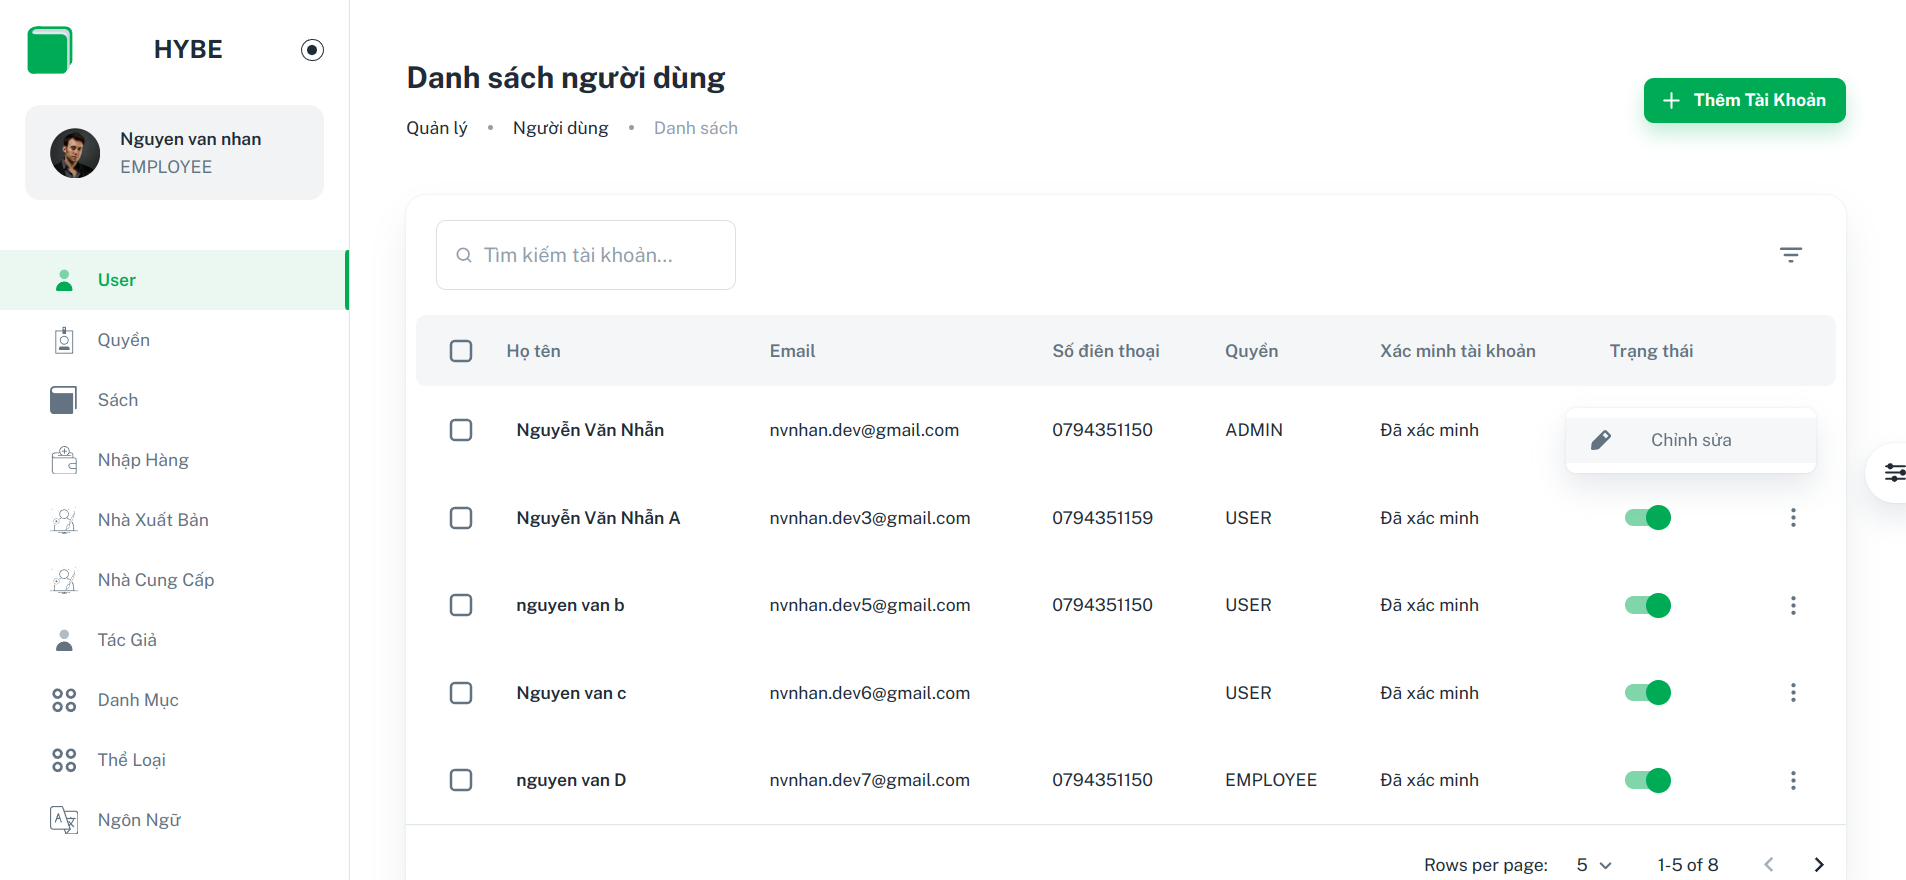 HYBE
Nguyen van nhan
EMPLOYEE
User
Quyền
Sách
Nhập Hàng
Nhà Xuất Bản
Nhà Cung Cấp
Tác Giả
Danh Mục
Thể Loại
Ngôn Ngữ
Danh sách người dùng
Quản lý • Người dùng • Danh sách
Thêm Tài Khoản
Tìm kiếm tài khoản...
Họ tên Email Số điên thoại Quyền Xác minh tài khoản Trạng thái
Nguyễn Văn Nhẫn nvnhan.dev@gmail.com 0794351150 ADMIN Đã xác minh
Chỉnh sửa
Nguyễn Văn Nhẫn A nvnhan.dev3@gmail.com 0794351159 USER Đã xác minh
nguyen van b nvnhan.dev5@gmail.com 0794351150 USER Đã xác minh
Nguyen van c nvnhan.dev6@gmail.com USER Đã xác minh
nguyen van D nvnhan.dev7@gmail.com 0794351150 EMPLOYEE Đã xác minh
Rows per page: 5 1-5 of 8